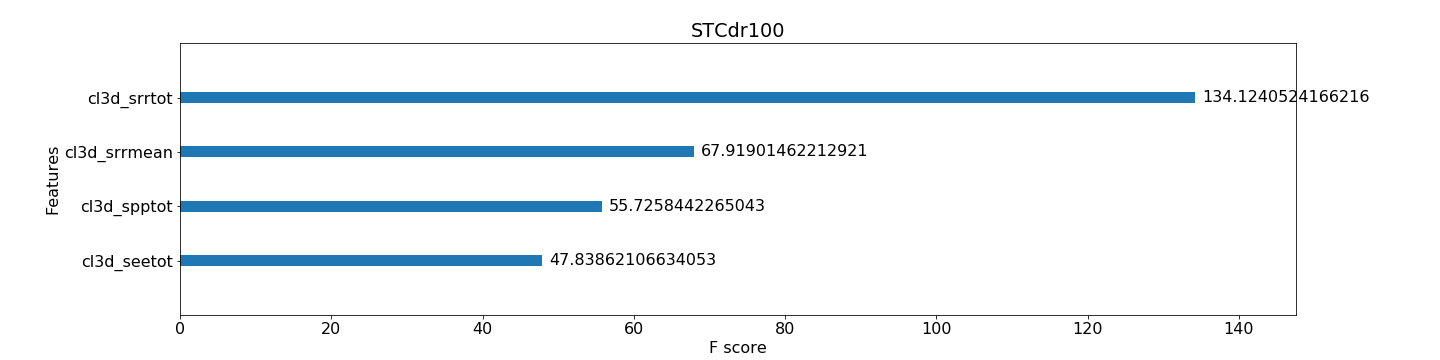 STCdr100
cl3d_srrtot
134.1240524166216
cl3d_srrmean
67.91901462212921
cl3d_spptot
55.7258442265043
cl3d_seetot
47.83862106634053
Features
0 20 40 60 80 100 120 140
F score